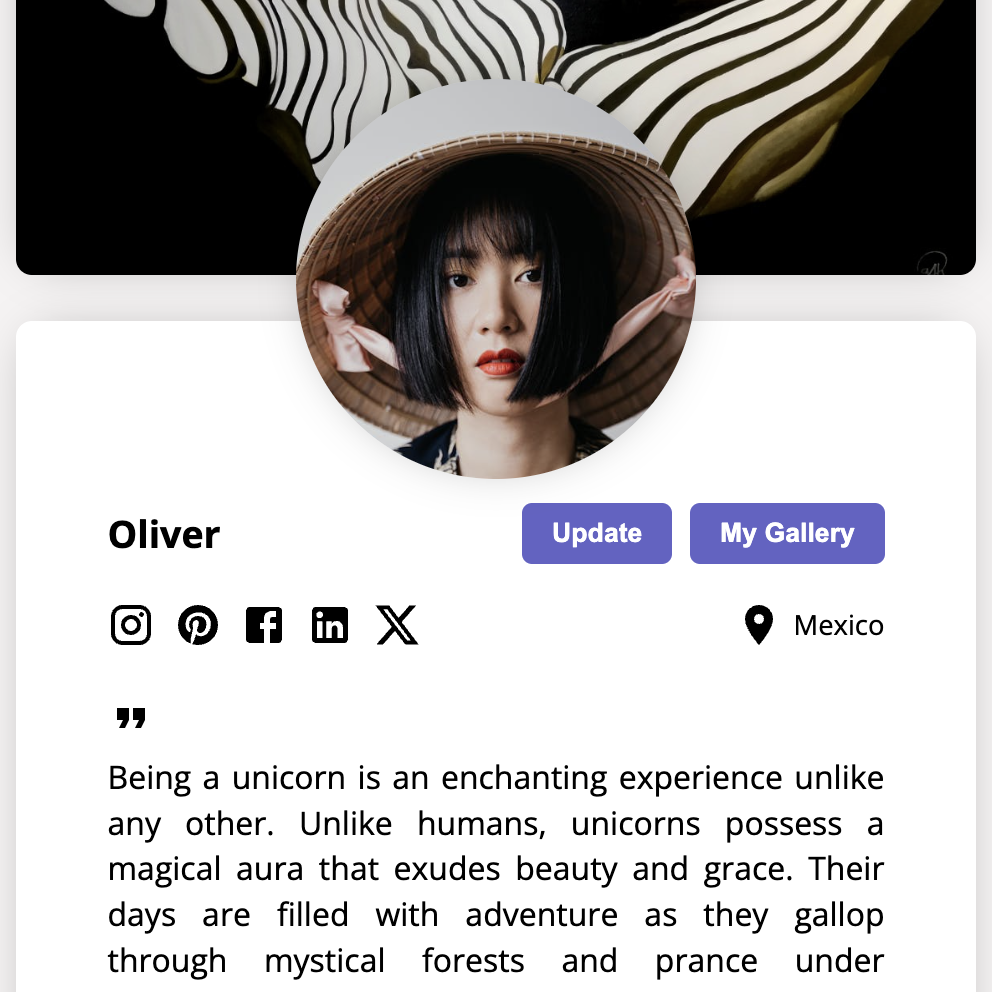 Oliver
Update
My Gallery
Mexico
Being a unicorn is an enchanting experience unlike
any other. Unlike humans, unicorns possess a
magical aura that exudes beauty and grace. Their
days are filled with adventure as they gallop
through mystical forests and prance under